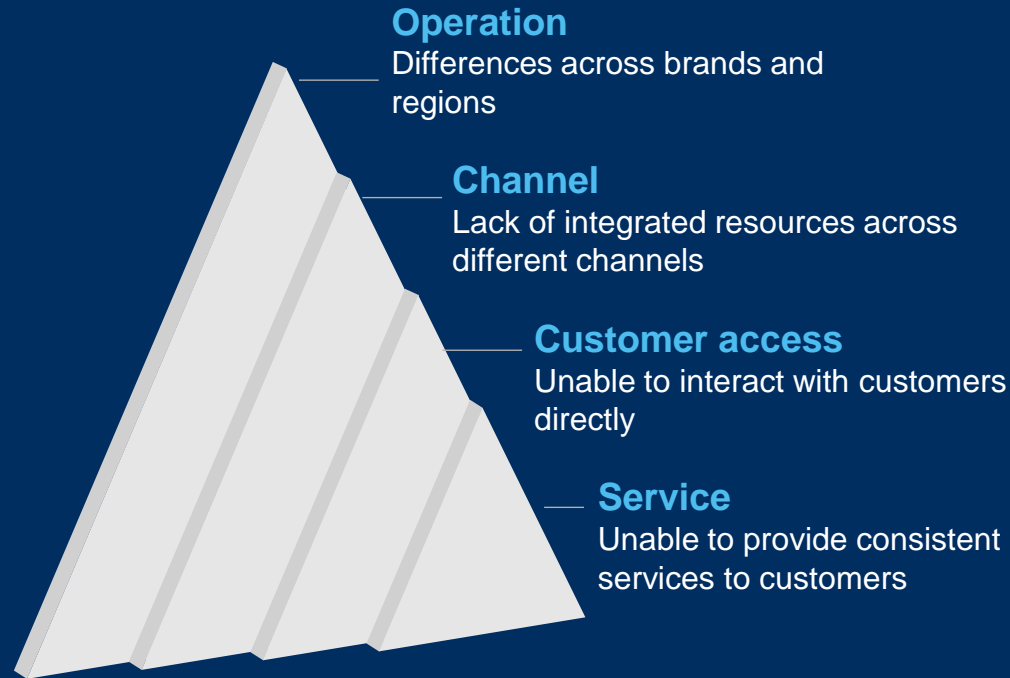 Operation
Differences across brands and
regions
Channel
Lack of integrated resources across
different channels
Customer access
Unable to interact with customers
directly
Service
Unable to provide consistent
services to customers